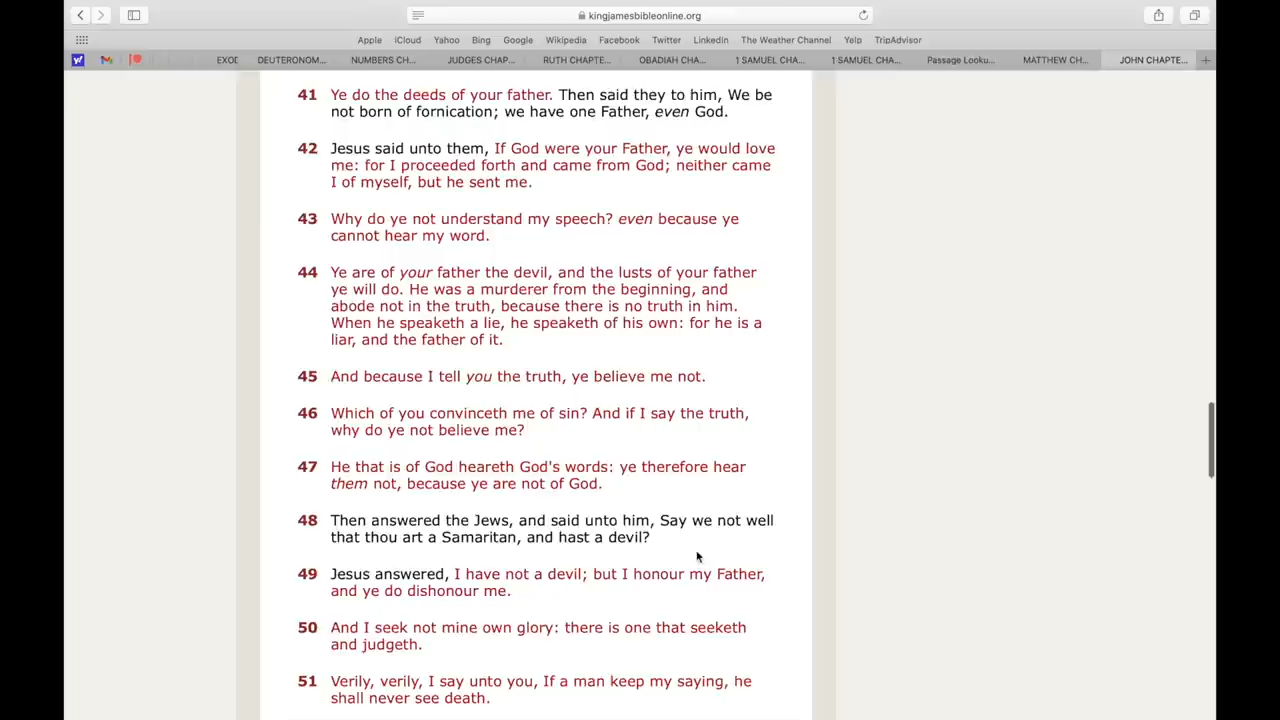 kingjamesbibleonline.org
Apple iCloud Yahoo Bing Google Wikipedia Facebook Twitter LinkedIn The Weather Channel Yelp TripAdvisor
EXOD DEUTERONOM... NUMBERS CH... JUDGES CHAP... RUTH CHAPTE... OBADIAH CHA... 1 SAMUEL CHA... 1 SAMUEL CHA... Passage Looku... MATTHEW CH... JOHN CHAPTE...
41 Ye do the deeds of your father. Then said they to him, We be
not born of fornication; we have one Father, even God.
42 Jesus said unto them, If God were your Father, ye would love
me: for I proceeded forth and came from God; neither came
I of myself, but he sent me.
43 Why do ye not understand my speech? even because ye
cannot hear my word.
44 Ye are of your father the devil, and the lusts of your father
ye will do. He was a murderer from the beginning, and
abode not in the truth, because there is no truth in him.
When he speaketh a lie, he speaketh of his own: for he is a
liar, and the father of it.
45 And because I tell you the truth, ye believe me not.
46 Which of you convinceth me of sin? And if I say the truth,
why do ye not believe me?
47 He that is of God heareth God's words: ye therefore hear
them not, because ye are not of God.
48 Then answered the Jews, and said unto him, Say we not well
that thou art a Samaritan, and hast a devil?
49 Jesus answered, I have not a devil; but I honour my Father,
and ye do dishonour me.
50 And I seek not mine own glory: there is one that seeketh
and judgeth.
51 Verily, verily, I say unto you, If a man keep my saying, he
shall never see death.